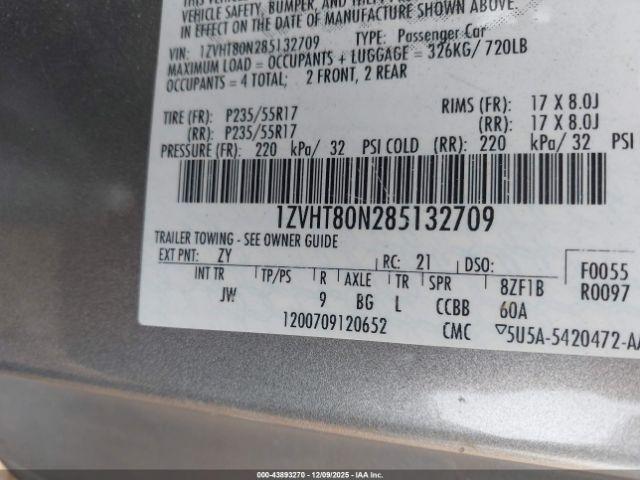 VEHICLE SAFETY, BUMPER, AND THEFT
IN EFFECT ON THE DATE OF MANUFACTURE SHOWN ABOVE.
VIN: 1ZVHT80N285132709 TYPE: Passenger Car
MAXIMUM LOAD = OCCUPANTS + LUGGAGE = 326KG/ 720LB
OCCUPANTS = 4 TOTAL; 2 FRONT, 2 REAR
TIRE (FR): P235/55R17 RIMS (FR): 17 X 8.0J
(RR): P235/55R17 (RR): 17 X 8.0J
PRESSURE (FR): 220 kPa/ 32 PSI COLD (RR): 220 kPa/ 32 PSI
1ZVHT80N285132709
TRAILER TOWING - SEE OWNER GUIDE
EXT PNT: ZY RC: 21 DSO: F0055
INT TR TP/PS R AXLE TR SPR 8ZF1B R0097
JW 9 BG L CCBB 60A
1200709120652 CMC 5U5A-5420472-AA
000-43893270 - 12/09/2025 - IAA Inc.